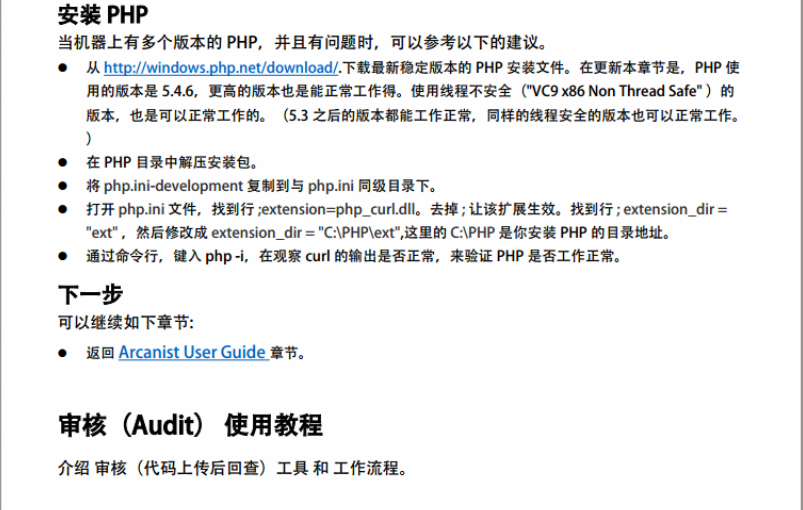 安装 PHP
当机器上有多个版本的 PHP，并且有问题时，可以参考以下的建议。
● 从 http://windows.php.net/download/.下载最新稳定版本的 PHP 安装文件。在更新本章节是，PHP 使
用的版本是 5.4.6，更高的版本也是能正常工作得。使用线程不安全（"VC9 x86 Non Thread Safe" ）的
版本，也是可以正常工作的。（5.3 之后的版本都能工作正常，同样的线程安全的版本也可以正常工作。
）
● 在 PHP 目录中解压安装包。
● 将 php.ini-development 复制到与 php.ini 同级目录下。
● 打开 php.ini 文件，找到行 ;extension=php_curl.dll。去掉 ; 让该扩展生效。找到行 ; extension_dir =
"ext" ，然后修改成 extension_dir = "C:\PHP\ext",这里的 C:\PHP 是你安装 PHP 的目录地址。
● 通过命令行，键入 php -i，在观察 curl 的输出是否正常，来验证 PHP 是否工作正常。
下一步
可以继续如下章节:
● 返回 Arcanist User Guide 章节。
审核（Audit） 使用教程
介绍 审核（代码上传后回查）工具 和 工作流程。